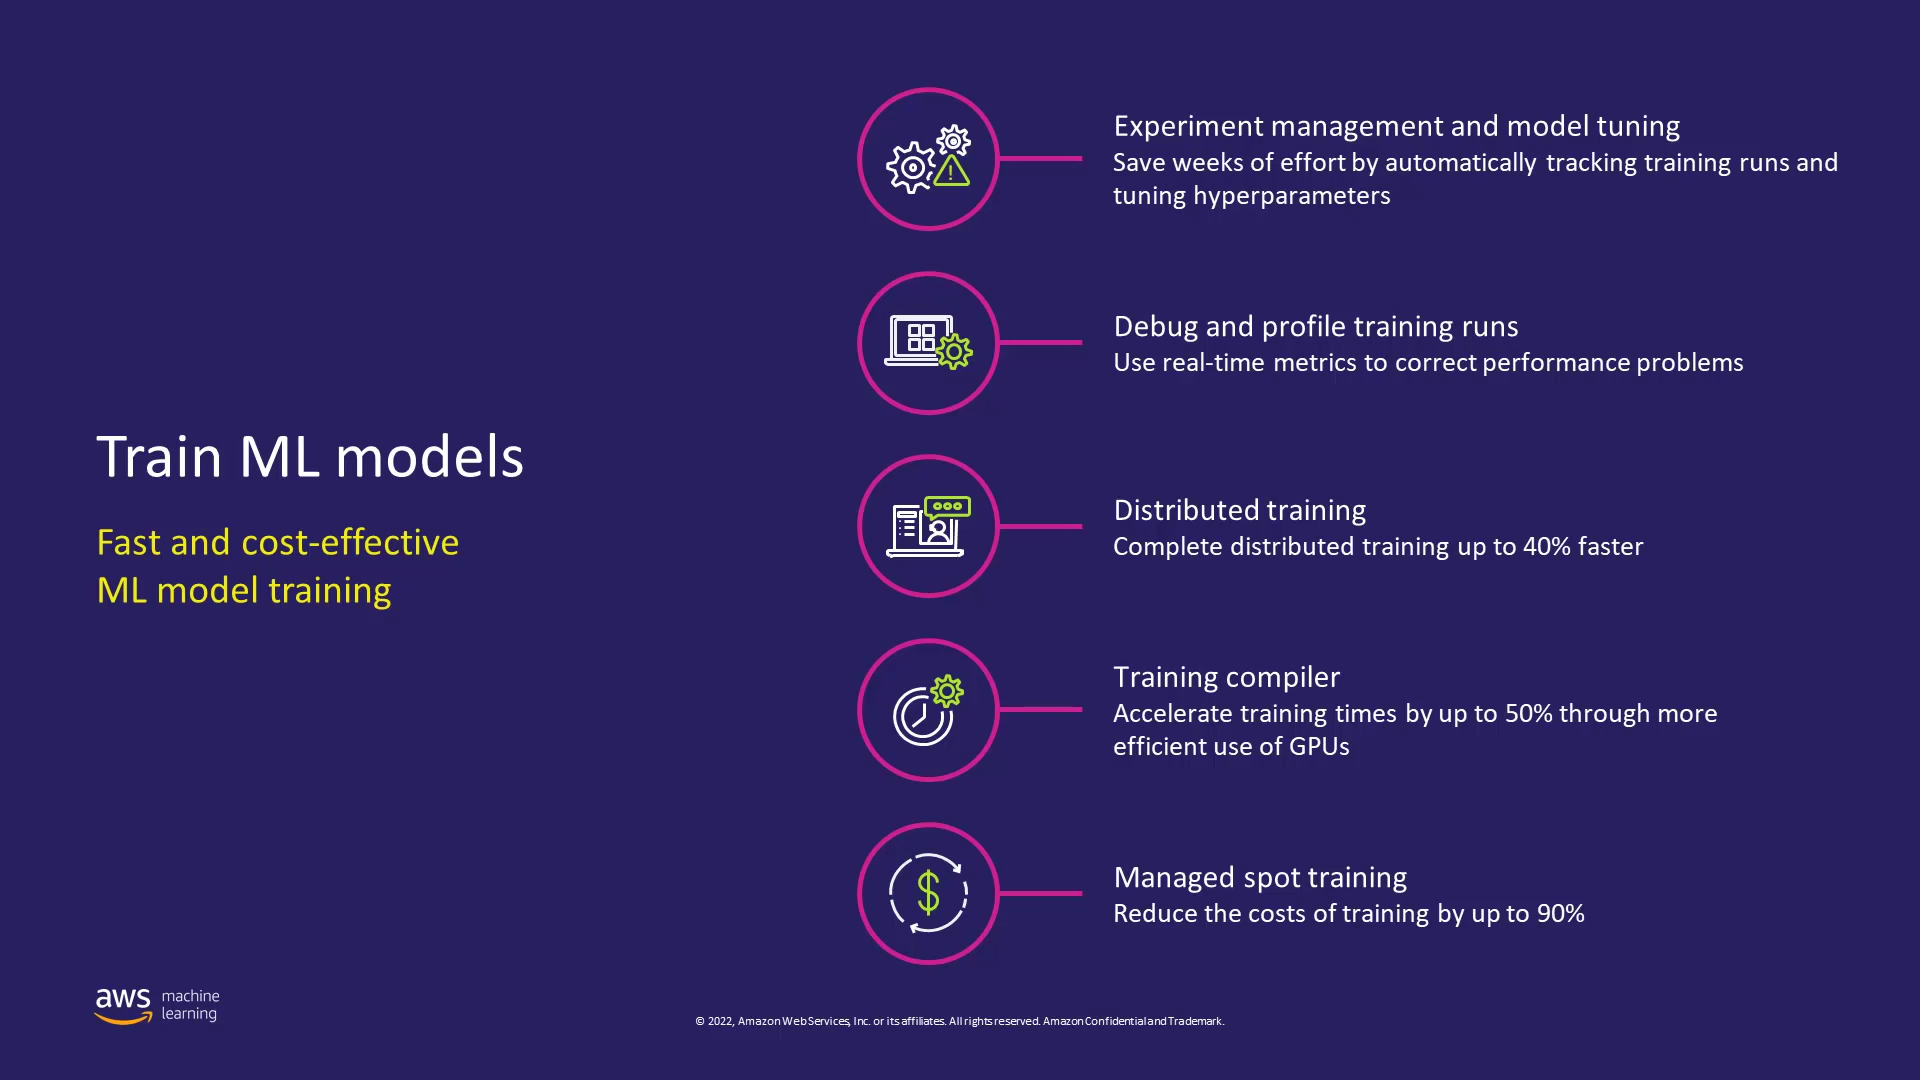 Train ML models
Fast and cost-effective
ML model training
Experiment management and model tuning
Save weeks of effort by automatically tracking training runs and
tuning hyperparameters
Debug and profile training runs
Use real-time metrics to correct performance problems
Distributed training
Complete distributed training up to 40% faster
Training compiler
Accelerate training times by up to 50% through more
efficient use of GPUs
Managed spot training
Reduce the costs of training by up to 90%
aws machine
learning
© 2022, Amazon Web Services, Inc. or its affiliates. All rights reserved. Amazon Confidential and Trademark.